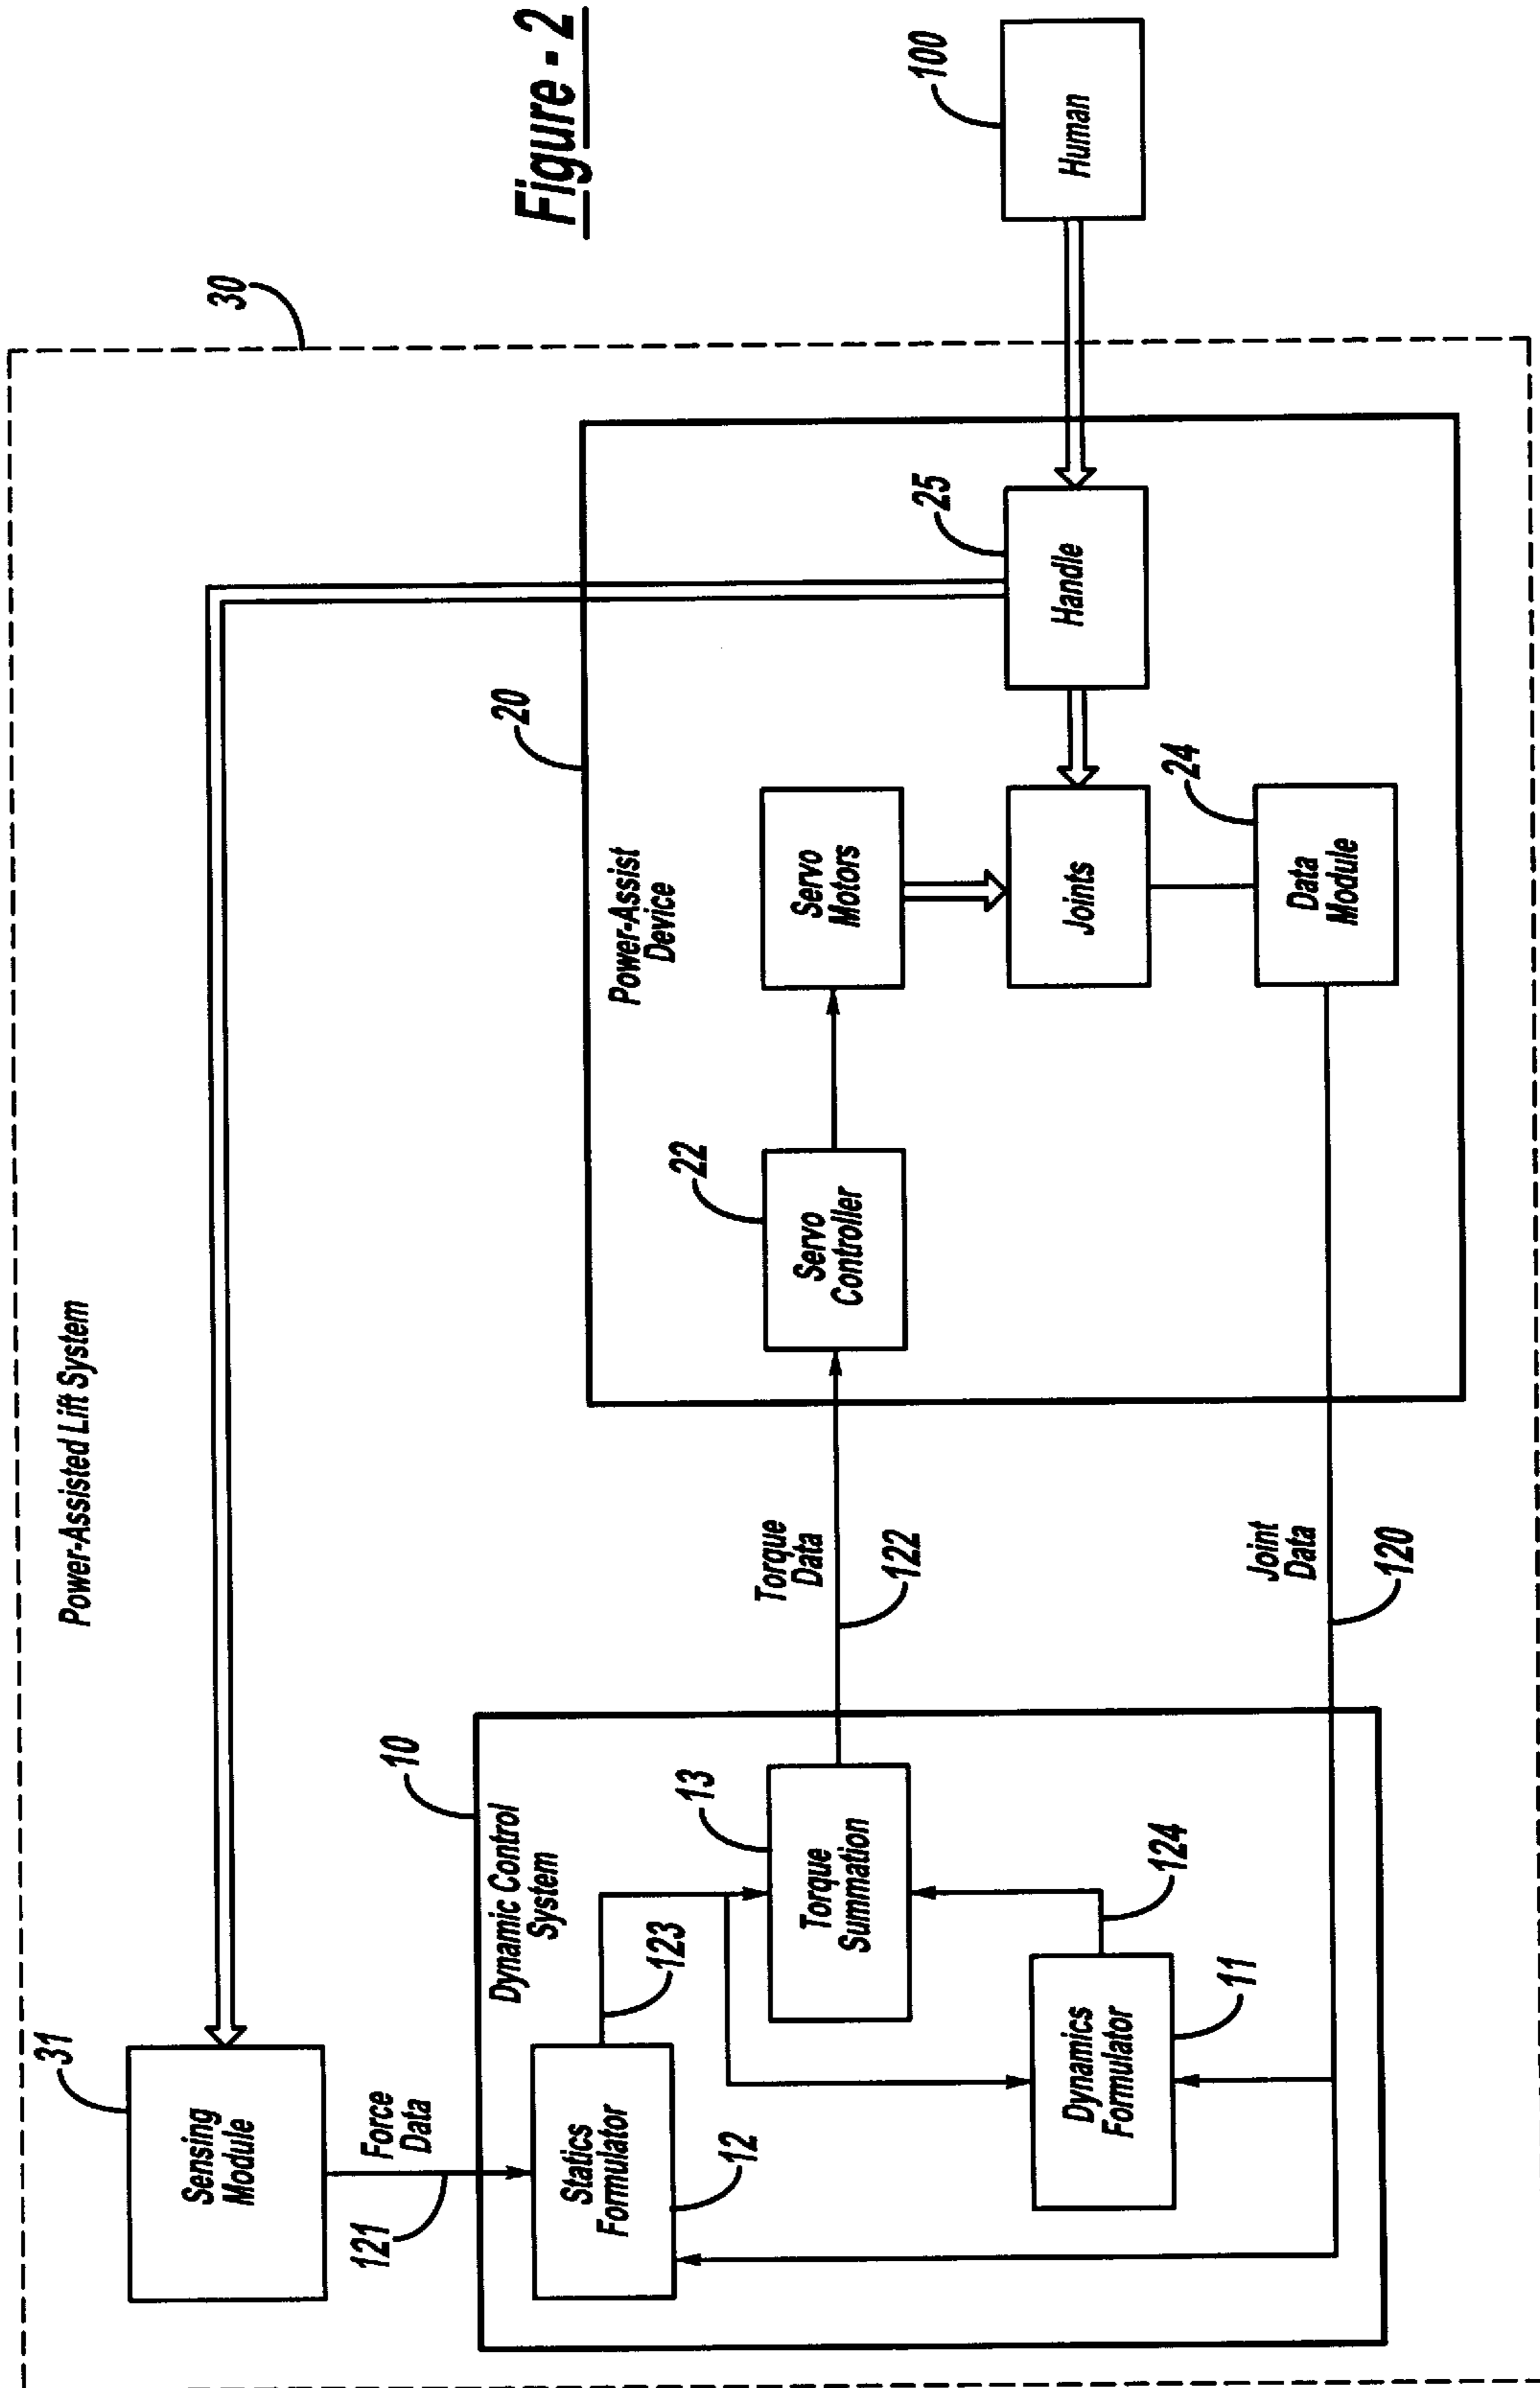 Power-Assisted Lift System
30
Figure - 2
31
Sensing
Module
121
Force
Data
10
Dynamic Control
System
Statics
Formulator
12
123
13
Torque
Summation
124
Dynamics
Formulator
11
Torque
Data
122
Joint
Data
120
20
Power-Assist
Device
22
Servo
Controller
Servo
Motors
Joints
24
Data
Module
25
Handle
100
Human